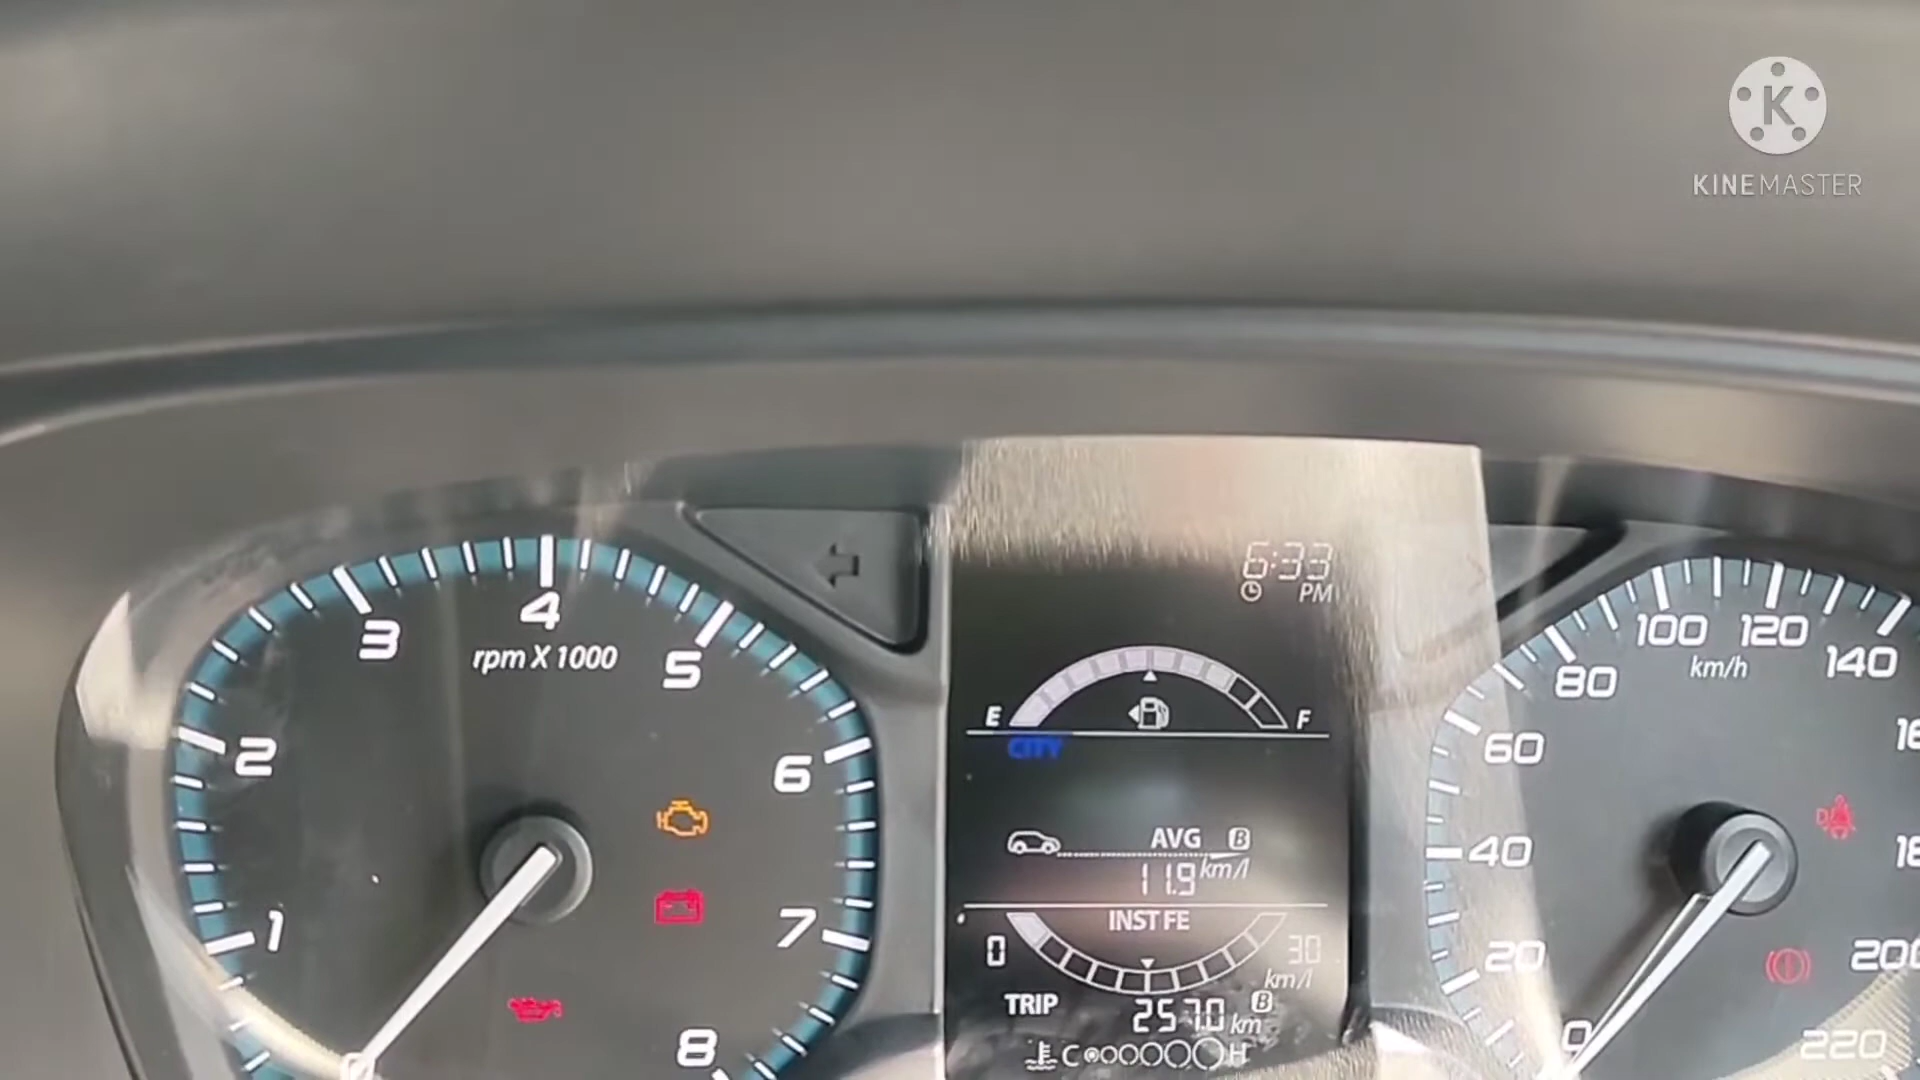 K
KINEMASTER
6:33
PM
1
2
3
4
5
6
7
8
0
rpm X 1000
E
F
CITY
AVG B
11.9 km/l
INST FE
0
30
km/l
TRIP
257.0 km B
C
H
0
20
40
60
80
100
120
140
200
220
km/h